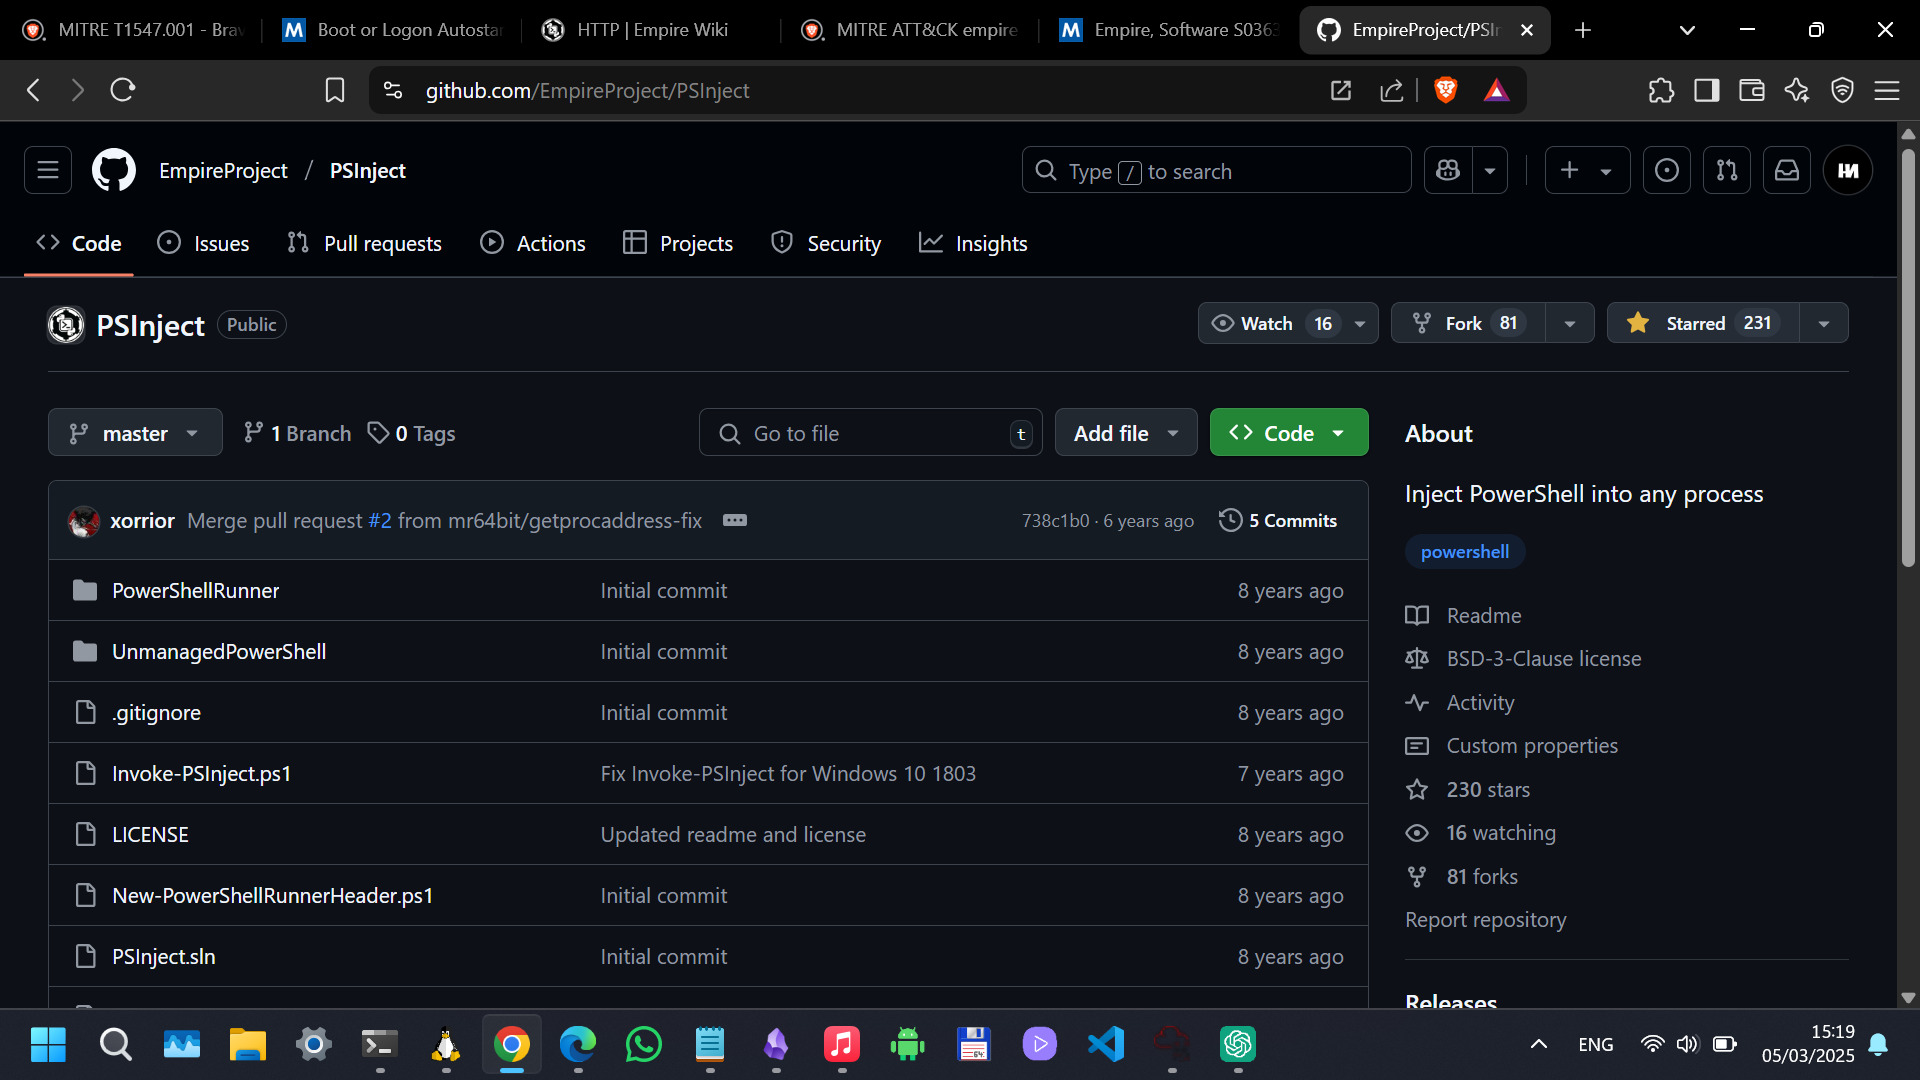 MITRE T1547.001 - Brav
Boot or Logon Autostar
HTTP | Empire Wiki
MITRE ATT&CK empire
Empire, Software S0363
EmpireProject/PSIn
github.com/EmpireProject/PSInject
EmpireProject / PSInject
Type / to search
Code
Issues
Pull requests
Actions
Projects
Security
Insights
PSInject Public
Watch 16
Fork 81
Starred 231
master
1 Branch
0 Tags
Go to file t
Add file
Code
About
Inject PowerShell into any process
powershell
xorrior Merge pull request #2 from mr64bit/getprocaddress-fix 738c1b0 · 6 years ago 5 Commits
PowerShellRunner Initial commit 8 years ago
UnmanagedPowerShell Initial commit 8 years ago
.gitignore Initial commit 8 years ago
Invoke-PSInject.ps1 Fix Invoke-PSInject for Windows 10 1803 7 years ago
LICENSE Updated readme and license 8 years ago
New-PowerShellRunnerHeader.ps1 Initial commit 8 years ago
PSInject.sln Initial commit 8 years ago
Readme
BSD-3-Clause license
Activity
Custom properties
230 stars
16 watching
81 forks
Report repository
Releases
ENG
15:19
05/03/2025